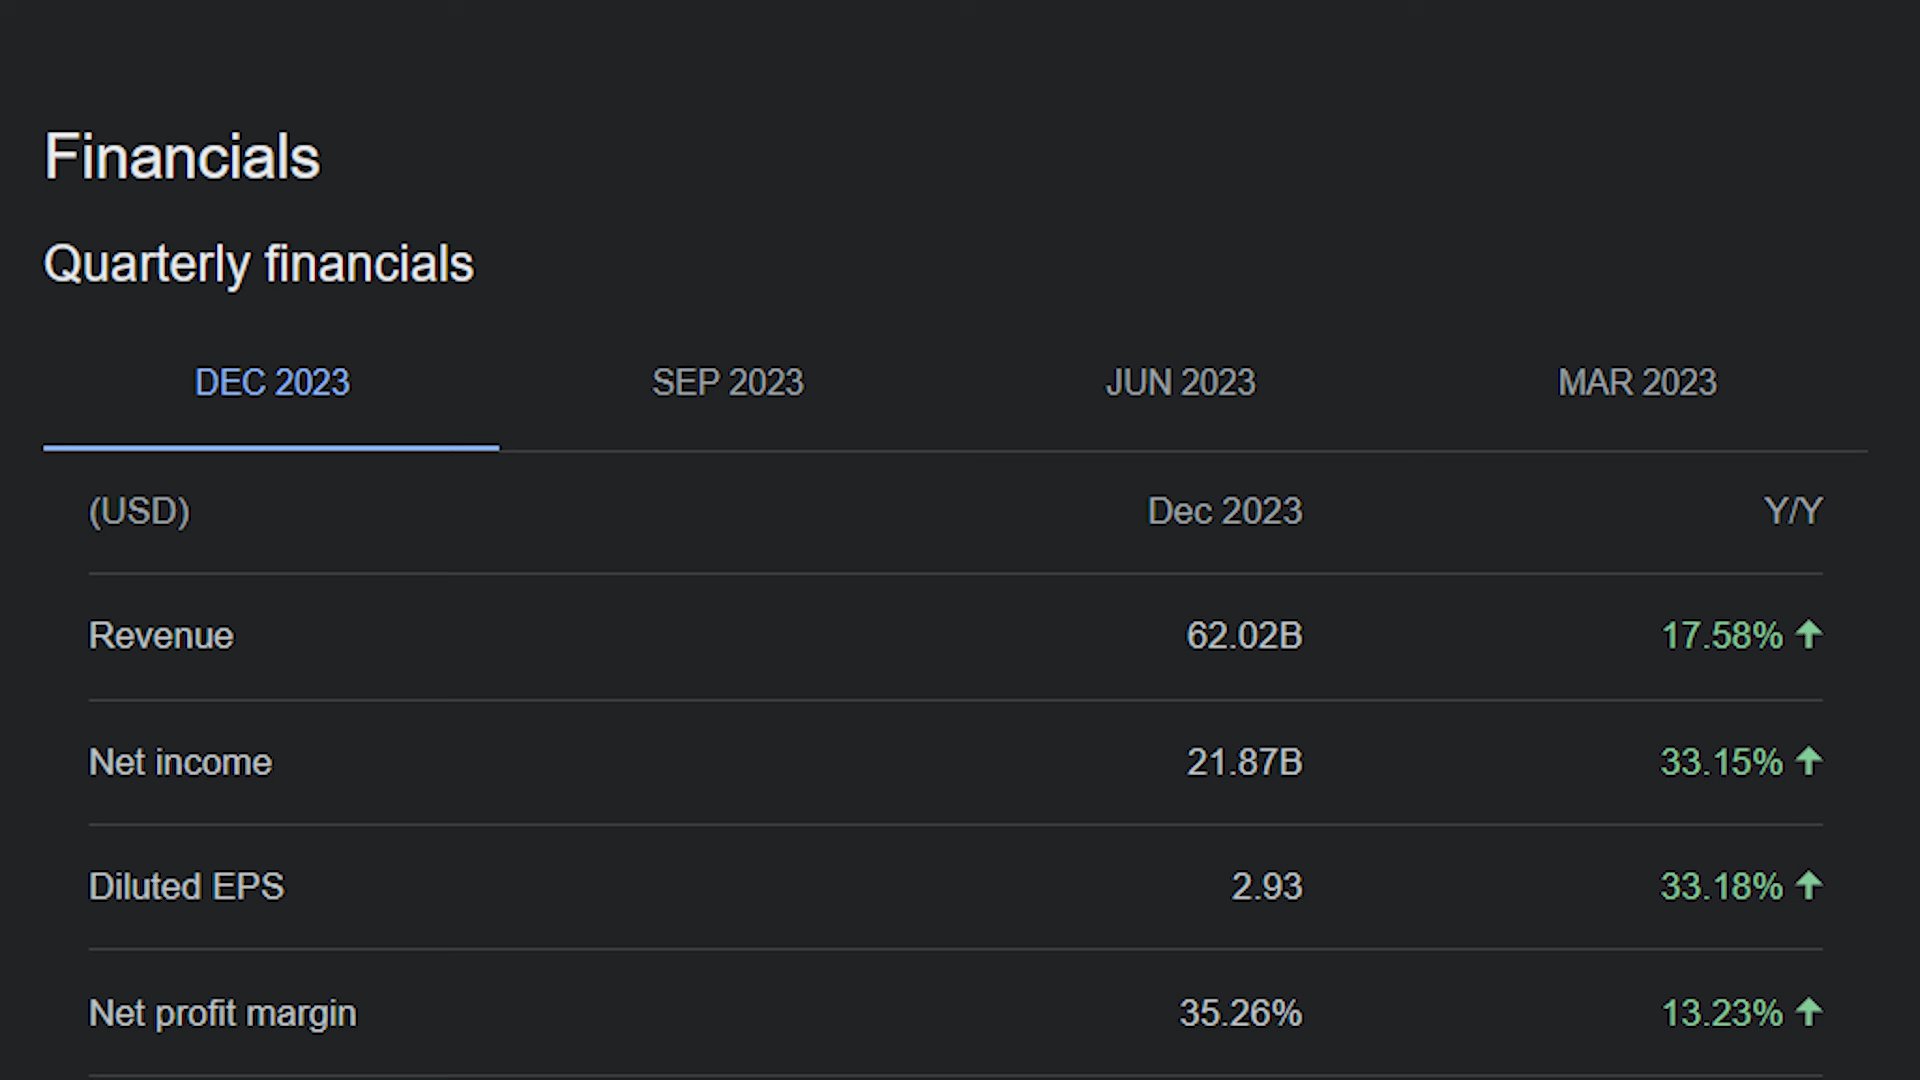 Financials
Quarterly financials
DEC 2023 SEP 2023 JUN 2023 MAR 2023
(USD) Dec 2023 Y/Y
Revenue 62.02B 17.58%
Net income 21.87B 33.15%
Diluted EPS 2.93 33.18%
Net profit margin 35.26% 13.23%